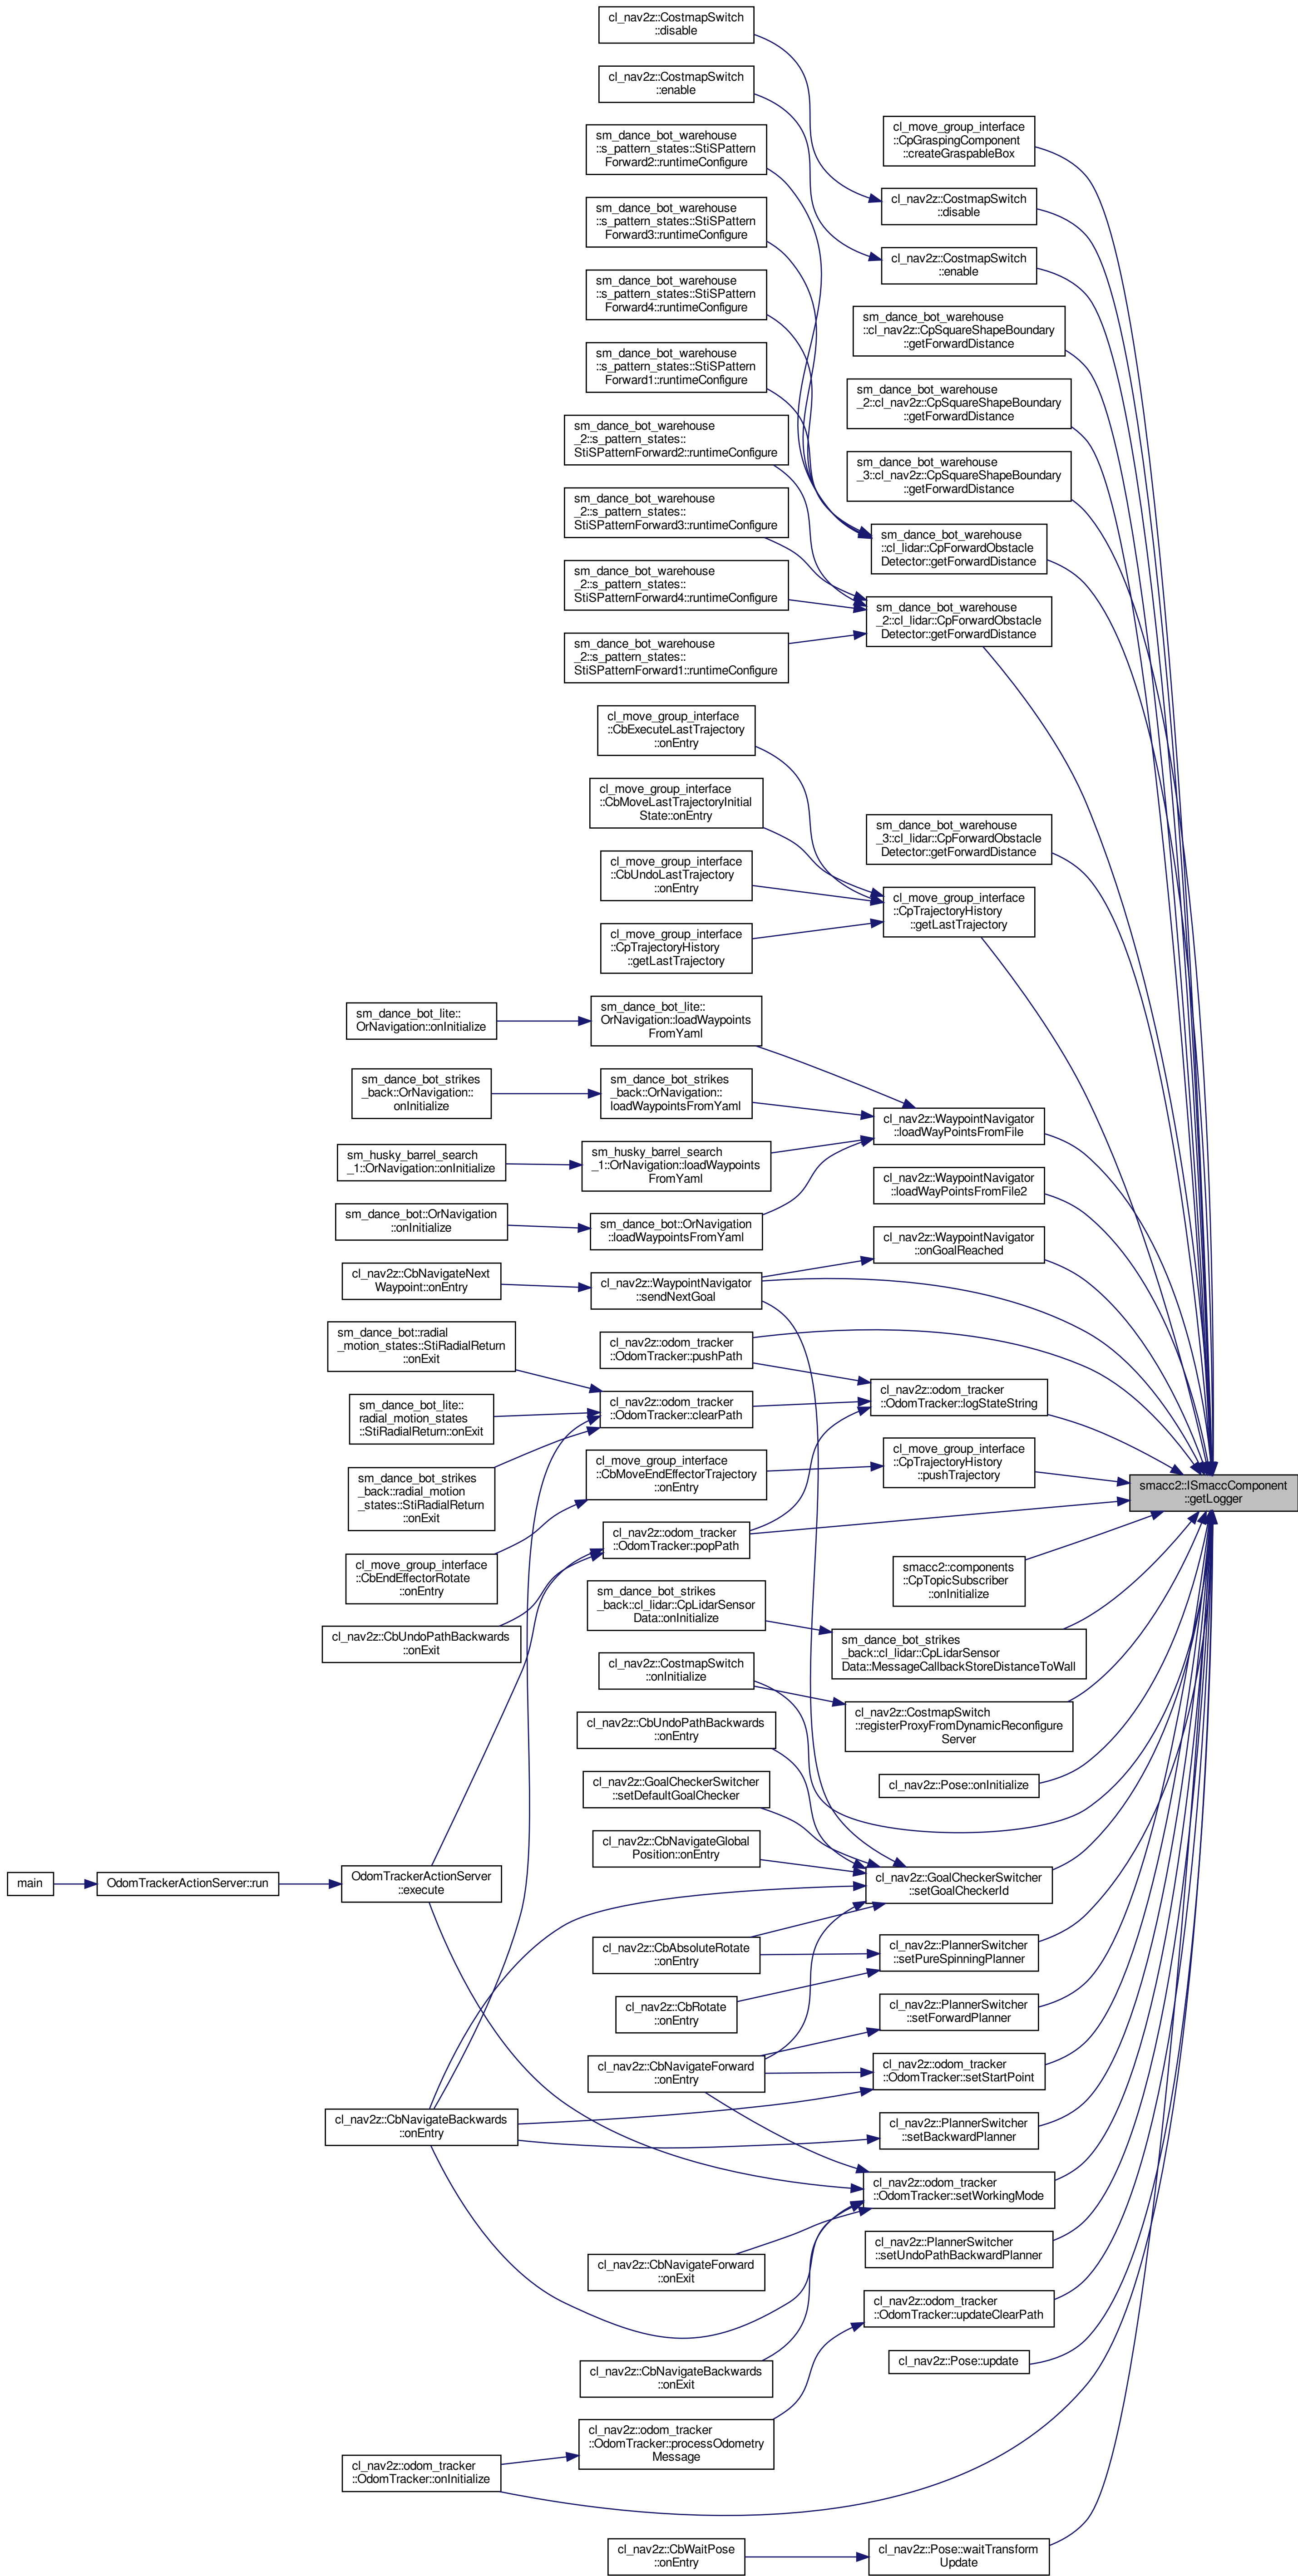 cl_nav2z::CostmapSwitch
::disable
cl_nav2z::CostmapSwitch
::enable
sm_dance_bot_warehouse
::s_pattern_states::StiSPattern
Forward2::runtimeConfigure
sm_dance_bot_warehouse
::s_pattern_states::StiSPattern
Forward3::runtimeConfigure
sm_dance_bot_warehouse
::s_pattern_states::StiSPattern
Forward4::runtimeConfigure
sm_dance_bot_warehouse
::s_pattern_states::StiSPattern
Forward1::runtimeConfigure
sm_dance_bot_warehouse
_2::s_pattern_states::
StiSPatternForward2::runtimeConfigure
sm_dance_bot_warehouse
_2::s_pattern_states::
StiSPatternForward3::runtimeConfigure
sm_dance_bot_warehouse
_2::s_pattern_states::
StiSPatternForward4::runtimeConfigure
sm_dance_bot_warehouse
_2::s_pattern_states::
StiSPatternForward1::runtimeConfigure
cl_move_group_interface
::CpGraspingComponent
::createGraspableBox
cl_nav2z::CostmapSwitch
::disable
cl_nav2z::CostmapSwitch
::enable
sm_dance_bot_warehouse
::cl_nav2z::CpSquareShapeBoundary
::getForwardDistance
sm_dance_bot_warehouse
_2::cl_nav2z::CpSquareShapeBoundary
::getForwardDistance
sm_dance_bot_warehouse
_3::cl_nav2z::CpSquareShapeBoundary
::getForwardDistance
sm_dance_bot_warehouse
::cl_lidar::CpForwardObstacle
Detector::getForwardDistance
sm_dance_bot_warehouse
_2::cl_lidar::CpForwardObstacle
Detector::getForwardDistance
cl_move_group_interface
::CbExecuteLastTrajectory
::onEntry
cl_move_group_interface
::CbMoveLastTrajectoryInitial
State::onEntry
cl_move_group_interface
::CbUndoLastTrajectory
::onEntry
cl_move_group_interface
::CpTrajectoryHistory
::getLastTrajectory
sm_dance_bot_warehouse
_3::cl_lidar::CpForwardObstacle
Detector::getForwardDistance
cl_move_group_interface
::CpTrajectoryHistory
::getLastTrajectory
sm_dance_bot_lite::
OrNavigation::onInitialize
sm_dance_bot_lite::
OrNavigation::loadWaypoints
FromYaml
sm_dance_bot_strikes
_back::OrNavigation::
onInitialize
sm_dance_bot_strikes
_back::OrNavigation::
loadWaypointsFromYaml
sm_husky_barrel_search
_1::OrNavigation::onInitialize
sm_husky_barrel_search
_1::OrNavigation::loadWaypoints
FromYaml
sm_dance_bot::OrNavigation
::onInitialize
sm_dance_bot::OrNavigation
::loadWaypointsFromYaml
cl_nav2z::WaypointNavigator
::loadWayPointsFromFile
cl_nav2z::WaypointNavigator
::loadWayPointsFromFile2
cl_nav2z::WaypointNavigator
::onGoalReached
cl_nav2z::CbNavigateNext
Waypoint::onEntry
cl_nav2z::WaypointNavigator
::sendNextGoal
sm_dance_bot::radial
_motion_states::StiRadialReturn
::onExit
cl_nav2z::odom_tracker
::OdomTracker::pushPath
sm_dance_bot_lite::
radial_motion_states
::StiRadialReturn::onExit
cl_nav2z::odom_tracker
::OdomTracker::clearPath
cl_nav2z::odom_tracker
::OdomTracker::logStateString
sm_dance_bot_strikes
_back::radial_motion
_states::StiRadialReturn
::onExit
cl_move_group_interface
::CbMoveEndEffectorTrajectory
::onEntry
cl_move_group_interface
::CpTrajectoryHistory
::pushTrajectory
smacc2::ISmaccComponent
::getLogger
cl_move_group_interface
::CbEndEffectorRotate
::onEntry
cl_nav2z::odom_tracker
::OdomTracker::popPath
smacc2::components
::CpTopicSubscriber
::onInitialize
cl_nav2z::CbUndoPathBackwards
::onExit
sm_dance_bot_strikes
_back::cl_lidar::CpLidarSensor
Data::onInitialize
sm_dance_bot_strikes
_back::cl_lidar::CpLidarSensor
Data::MessageCallbackStoreDistanceToWall
cl_nav2z::CostmapSwitch
::onInitialize
cl_nav2z::CostmapSwitch
::registerProxyFromDynamicReconfigure
Server
cl_nav2z::CbUndoPathBackwards
::onEntry
cl_nav2z::Pose::onInitialize
cl_nav2z::GoalCheckerSwitcher
::setDefaultGoalChecker
cl_nav2z::CbNavigateGlobal
Position::onEntry
main
OdomTrackerActionServer::run
OdomTrackerActionServer
::execute
cl_nav2z::GoalCheckerSwitcher
::setGoalCheckerId
cl_nav2z::CbAbsoluteRotate
::onEntry
cl_nav2z::PlannerSwitcher
::setPureSpinningPlanner
cl_nav2z::CbRotate
::onEntry
cl_nav2z::PlannerSwitcher
::setForwardPlanner
cl_nav2z::CbNavigateForward
::onEntry
cl_nav2z::odom_tracker
::OdomTracker::setStartPoint
cl_nav2z::CbNavigateBackwards
::onEntry
cl_nav2z::PlannerSwitcher
::setBackwardPlanner
cl_nav2z::odom_tracker
::OdomTracker::setWorkingMode
cl_nav2z::PlannerSwitcher
::setUndoPathBackwardPlanner
cl_nav2z::CbNavigateForward
::onExit
cl_nav2z::odom_tracker
::OdomTracker::updateClearPath
cl_nav2z::Pose::update
cl_nav2z::CbNavigateBackwards
::onExit
cl_nav2z::odom_tracker
::OdomTracker::processOdometry
Message
cl_nav2z::odom_tracker
::OdomTracker::onInitialize
cl_nav2z::CbWaitPose
::onEntry
cl_nav2z::Pose::waitTransform
Update